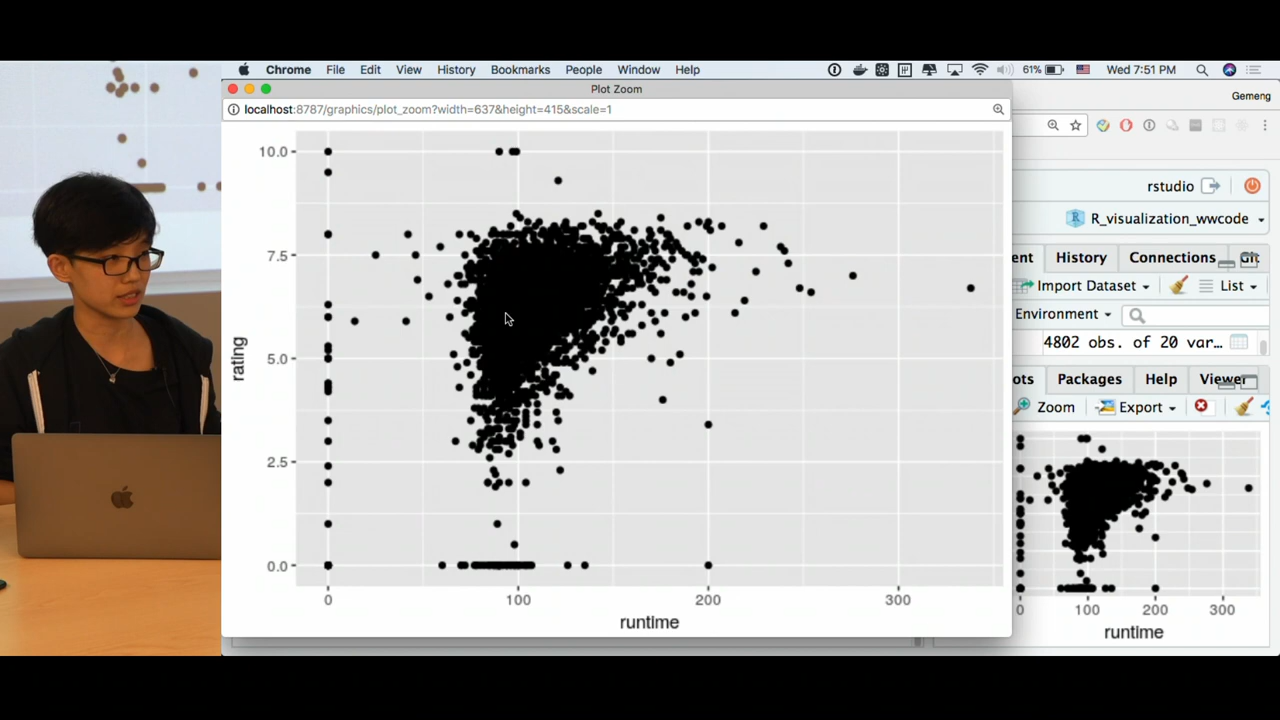 Chrome File Edit View History Bookmarks People Window Help 61% Wed 7:51 PM
Plot Zoom
localhost:8787/graphics/plot_zoom?width=637&height=415&scale=1
Gemeng
rstudio
R_visualization_wwcode
ent History Connections Git
Import Dataset List
Environment
4802 obs. of 20 var…
ots Packages Help Viewer
Zoom Export
10.0
7.5
5.0
2.5
0.0
rating
0 100 200 300
runtime
0 100 200 300
runtime